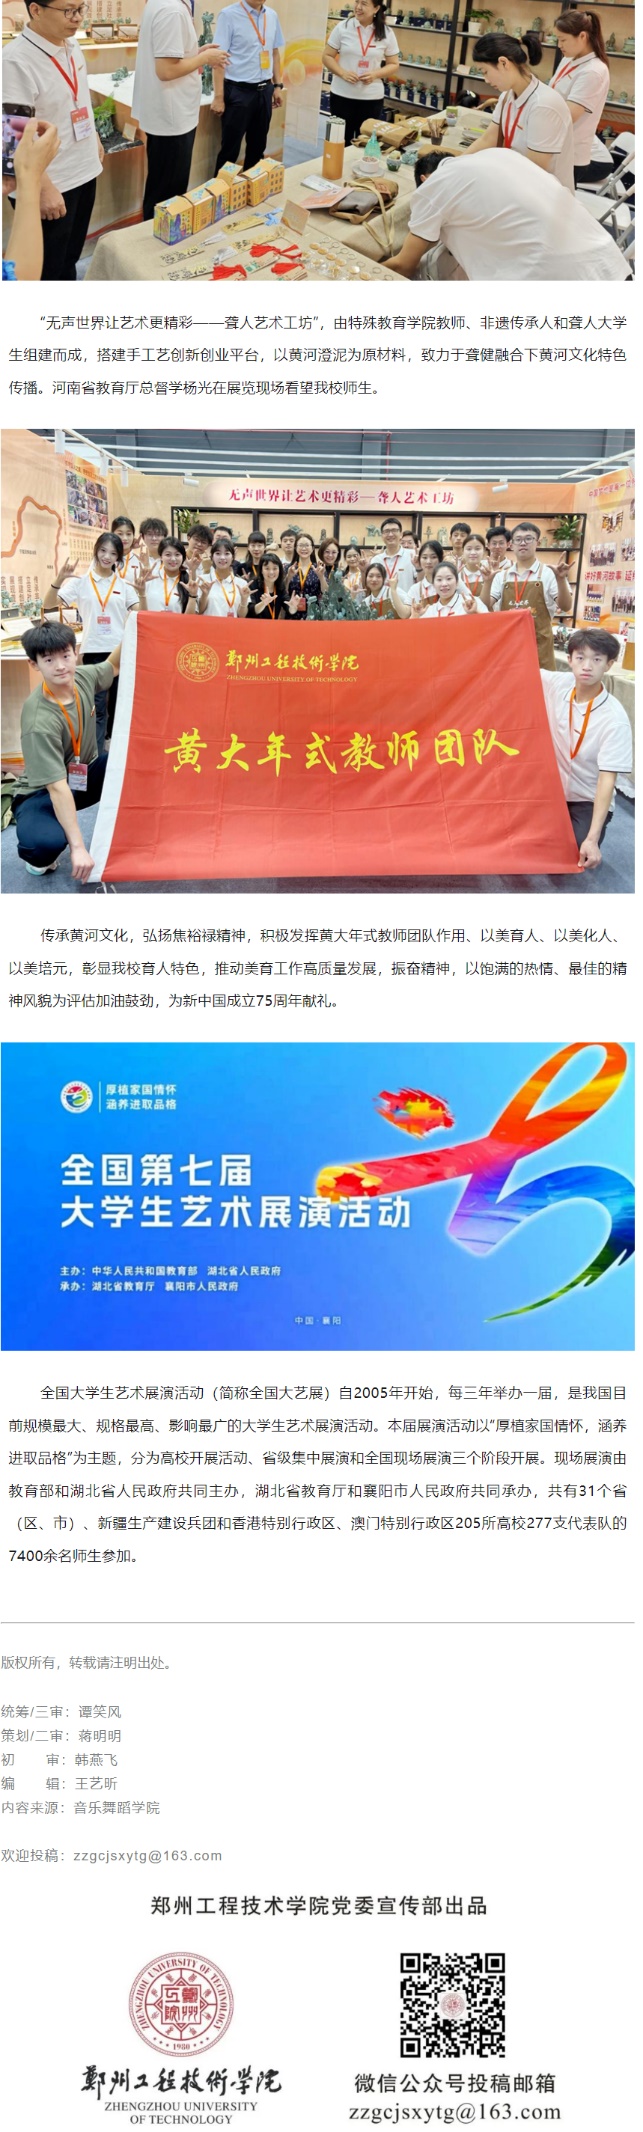 “无声世界让艺术更精彩——聋人艺术工坊”，由特殊教育学院教师、非遗传承人和聋人大学
生组建而成，搭建手工艺创新创业平台，以黄河澄泥为原材料，致力于聋健融合下黄河文化特色
传播。河南省教育厅总督学杨光在展览现场看望我校师生。
无声世界让艺术更精彩—聋人艺术工坊
讲好黄河故事
鄭州工程技術学院
ZHENGZHOU UNIVERSITY OF TECHNOLOGY
黄大年式教师团队
传承黄河文化，弘扬焦裕禄精神，积极发挥黄大年式教师团队作用、以美育人、以美化人、
以美培元，彰显我校育人特色，推动美育工作高质量发展，振奋精神，以饱满的热情、最佳的精
神风貌为评估加油鼓劲，为新中国成立75周年献礼。
厚植家国情怀
涵养进取品格
全国第七届
大学生艺术展演活动
主办：中华人民共和国教育部 湖北省人民政府
承办：湖北省教育厅 襄阳市人民政府
中国·襄阳
全国大学生艺术展演活动（简称全国大艺展）自2005年开始，每三年举办一届，是我国目
前规模最大、规格最高、影响最广的大学生艺术展演活动。本届展演活动以“厚植家国情怀，涵养
进取品格”为主题，分为高校开展活动、省级集中展演和全国现场展演三个阶段开展。现场展演由
教育部和湖北省人民政府共同主办，湖北省教育厅和襄阳市人民政府共同承办，共有31个省
（区、市）、新疆生产建设兵团和香港特别行政区、澳门特别行政区205所高校277支代表队的
7400余名师生参加。
版权所有，转载请注明出处。
统筹/三审：谭笑风
策划/二审：蒋明明
初 审：韩燕飞
编 辑：王艺昕
内容来源：音乐舞蹈学院
欢迎投稿：zzgcjsxytg@163.com
郑州工程技术学院党委宣传部出品
ZHENGZHOU UNIVERSITY OF TECHNOLOGY
1980
鄭州工程技術学院
ZHENGZHOU UNIVERSITY
OF TECHNOLOGY
微信公众号投稿邮箱
zzgcjsxytg@163.com